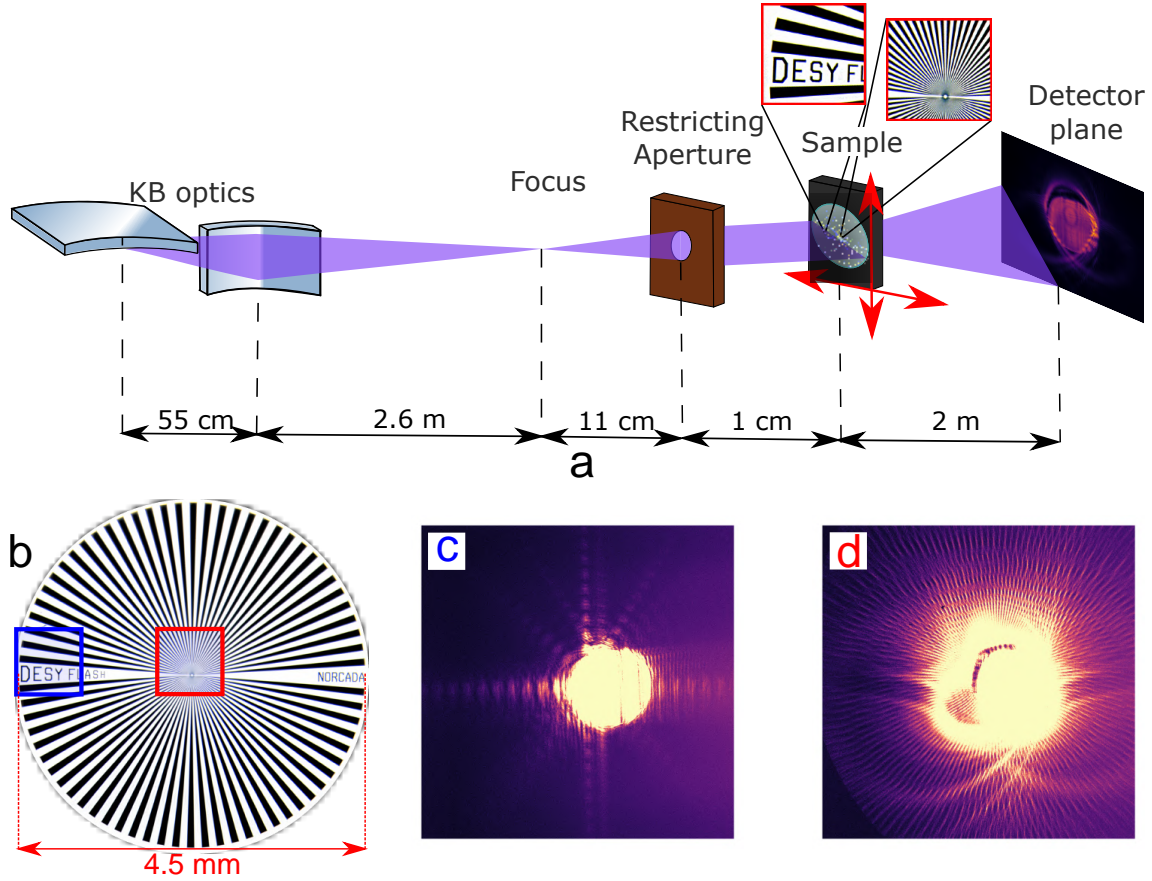 DESY FL
Detector
plane
Restricting
Aperture
Sample
KB optics
Focus
55 cm
2.6 m
11 cm
1 cm
2 m
a
b
c
d
DESY FLASH
NORCADA
4.5 mm